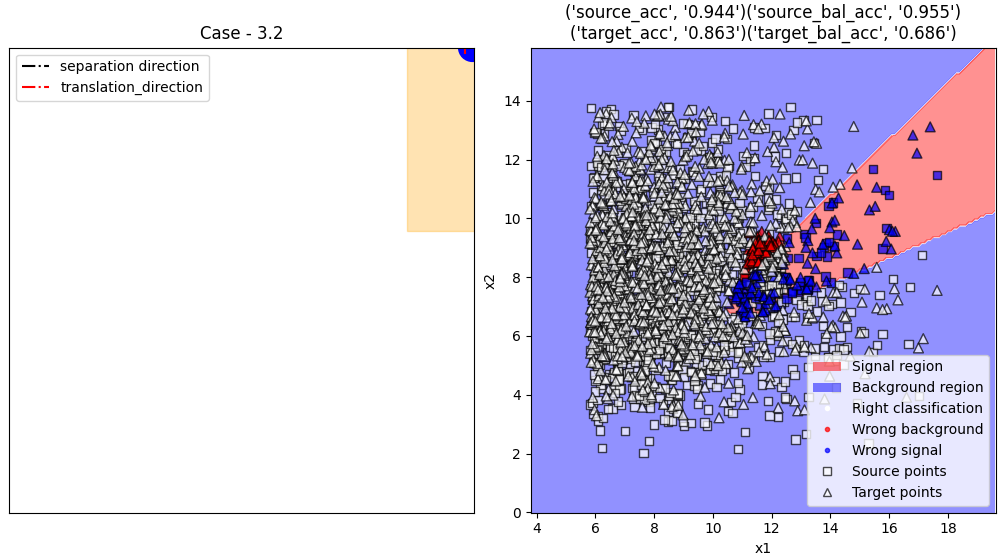 Case - 3.2
separation direction
translation_direction
('source_acc', '0.944')('source_bal_acc', '0.955')
('target_acc', '0.863')('target_bal_acc', '0.686')
14
12
10
8
6
4
2
0
x2
4
6
8
10
12
14
16
18
x1
Signal region
Background region
Right classification
Wrong background
Wrong signal
Source points
Target points